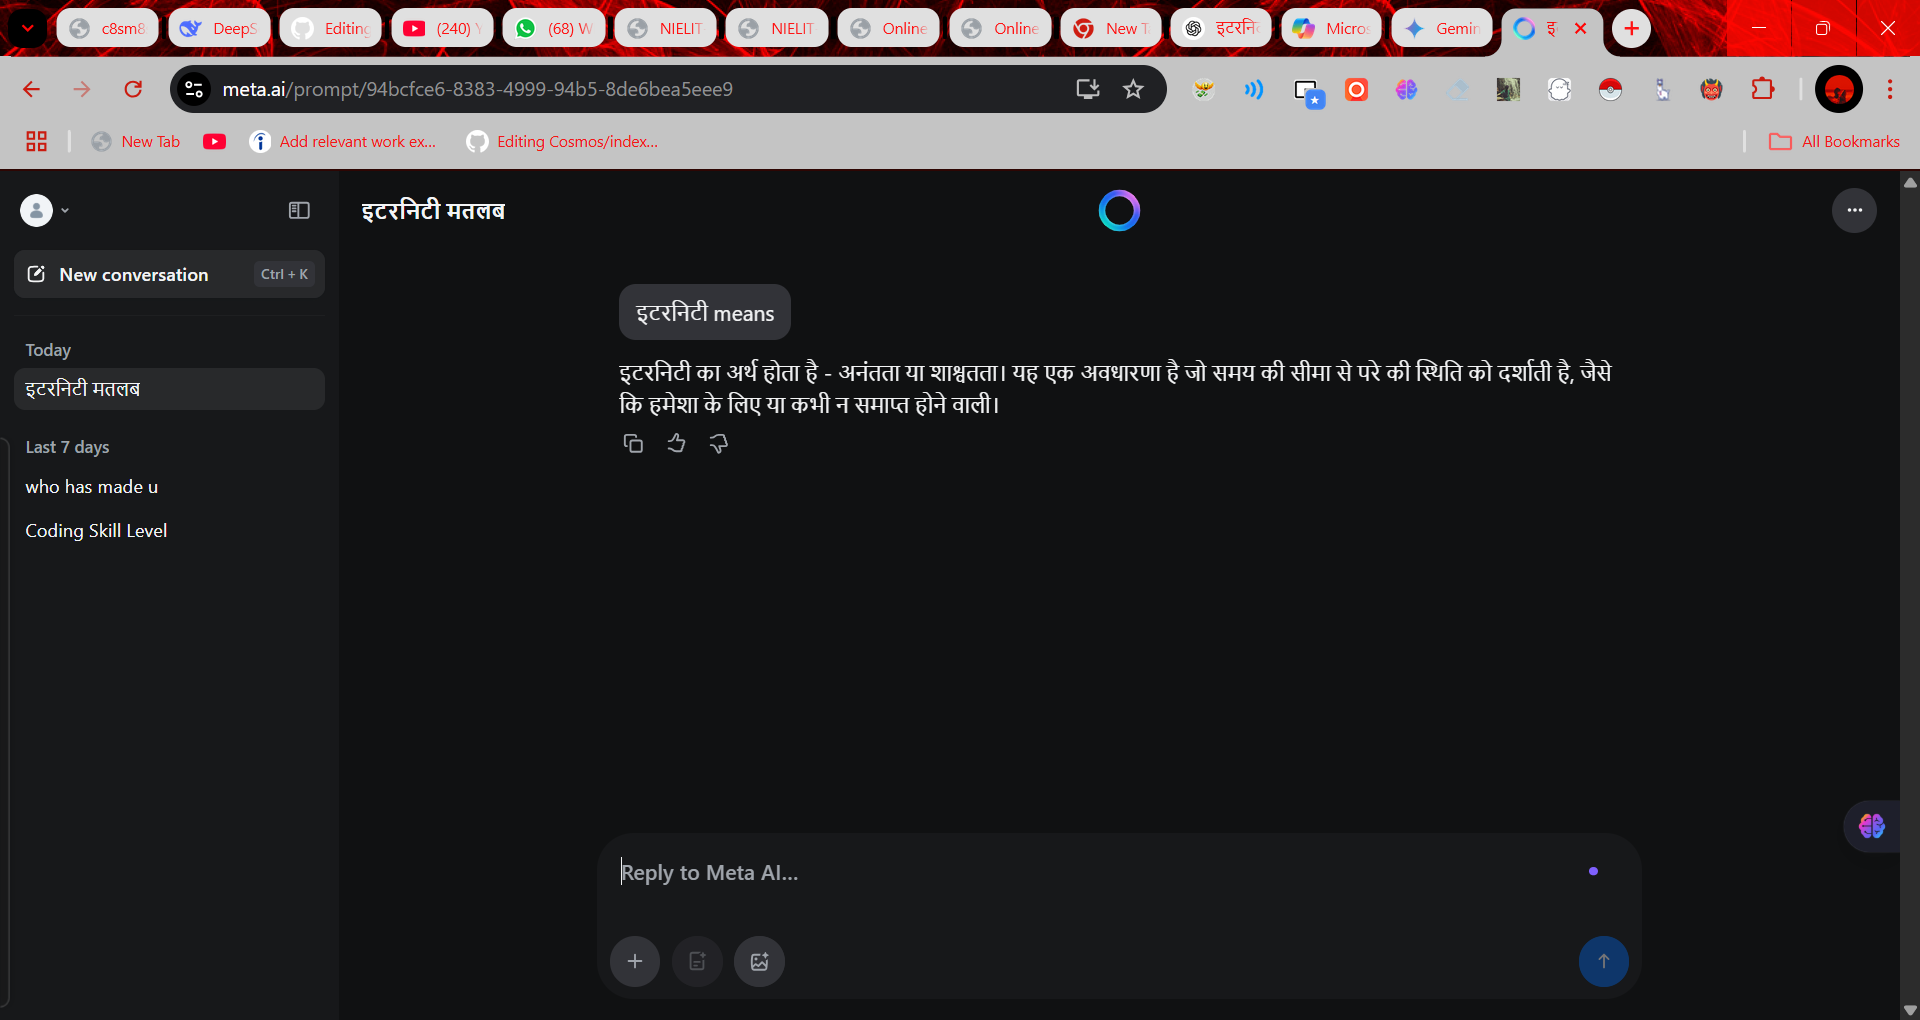 c8sm8
DeepS
Editing
(240) Y
(68) W
NIELIT
NIELIT
Online
Online
New T
इटरनि
Micros
Gemin
इ
meta.ai/prompt/94bcfce6-8383-4999-94b5-8de6bea5eee9
New Tab
Add relevant work ex...
Editing Cosmos/index...
All Bookmarks
इटरनिटी मतलब
New conversation
Ctrl + K
Today
इटरनिटी मतलब
Last 7 days
who has made u
Coding Skill Level
इटरनिटी means
इटरनिटी का अर्थ होता है - अनंतता या शाश्वतता। यह एक अवधारणा है जो समय की सीमा से परे की स्थिति को दर्शाती है, जैसे
कि हमेशा के लिए या कभी न समाप्त होने वाली।
Reply to Meta AI...